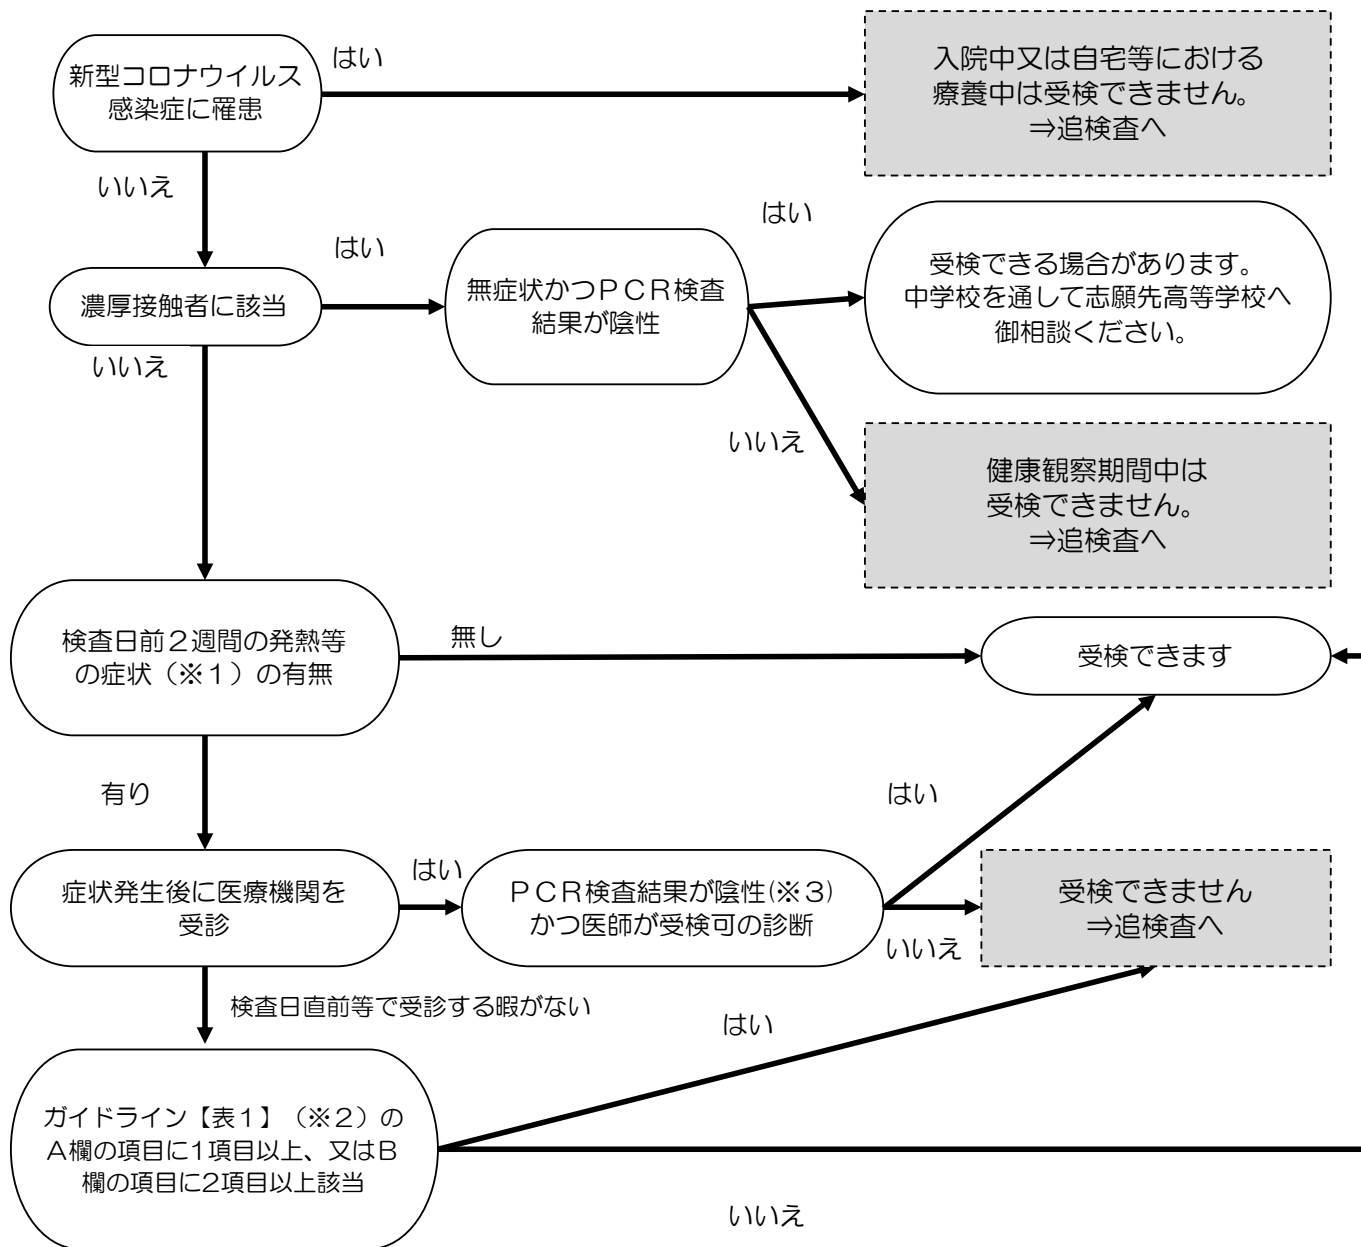 新型コロナウイルス
感染症に罹患
はい
入院中又は自宅等における
療養中は受検できません。
⇒追検査へ
いいえ
濃厚接触者に該当
はい
無症状かつＰＣＲ検査
結果が陰性
はい
受検できる場合があります。
中学校を通して志願先高等学校へ
御相談ください。
いいえ
いいえ
健康観察期間中は
受検できません。
⇒追検査へ
検査日前２週間の発熱等
の症状（※１）の有無
無し
受検できます
有り
症状発生後に医療機関を
受診
はい
ＰＣＲ検査結果が陰性(※３)
かつ医師が受検可の診断
はい
いいえ
受検できません
⇒追検査へ
検査日直前等で受診する暇がない
ガイドライン【表１】（※２）の
Ａ欄の項目に1項目以上、又はＢ
欄の項目に2項目以上該当
はい
いいえ